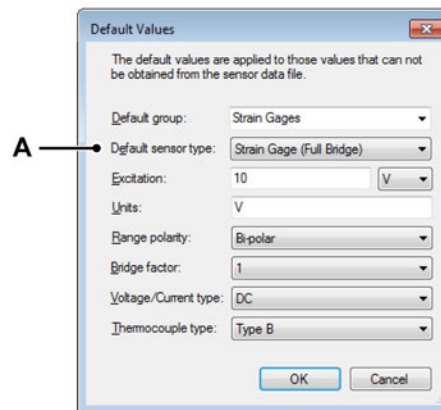 Default Values
The default values are applied to those values that can not
be obtained from the sensor data file.
Default group: Strain Gages
A Default sensor type: Strain Gage (Full Bridge)
Excitation: 10 V
Units: V
Range polarity: Bi-polar
Bridge factor: 1
Voltage/Current type: DC
Thermocouple type: Type B
OK Cancel